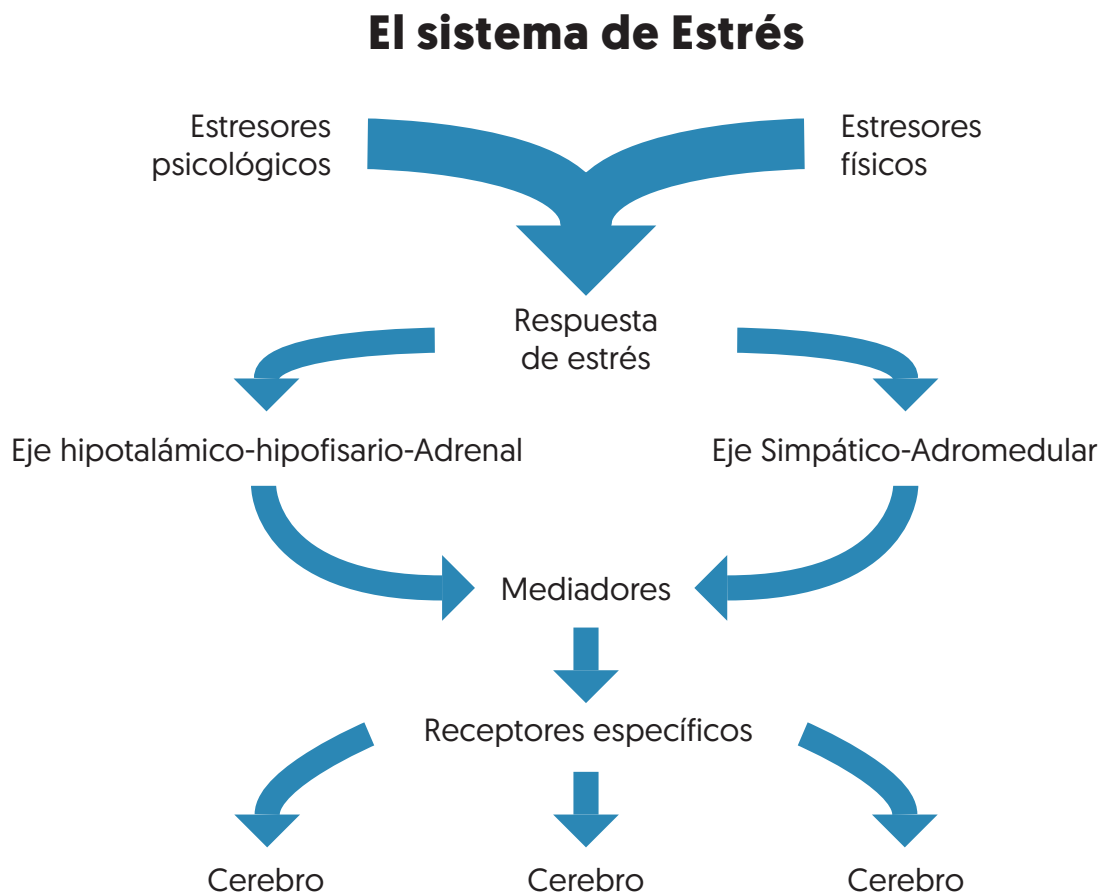 El sistema de Estrés
Estresores
psicológicos
Estresores
físicos
Respuesta
de estrés
Eje hipotalámico-hipofisario-Adrenal
Eje Simpático-Adromedular
Mediadores
Receptores específicos
Cerebro
Cerebro
Cerebro